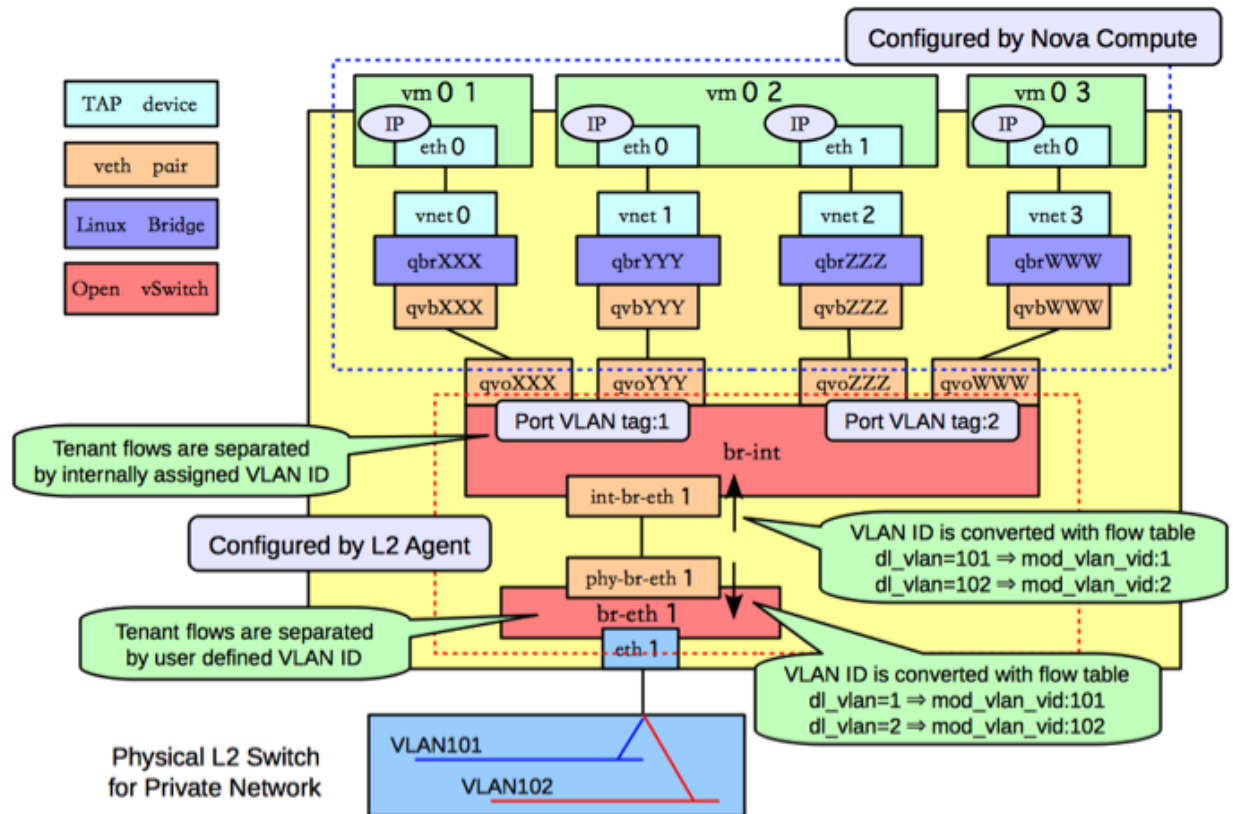 Configured by Nova Compute
TAP device
veth pair
Linux Bridge
Open vSwitch
vm 0 1
vm 0 2
vm 0 3
IP
IP
IP
IP
eth 0
eth 0
eth 1
eth 0
vnet 0
vnet 1
vnet 2
vnet 3
qbrXXX
qbrYYY
qbrZZZ
qbrWWW
qvbXXX
qvbYYY
qvbZZZ
qvbWWW
qvoXXX
qvoYYY
qvoZZZ
qvoWWW
Port VLAN tag:1
Port VLAN tag:2
br-int
Tenant flows are separated
by internally assigned VLAN ID
int-br-eth 1
Configured by L2 Agent
VLAN ID is converted with flow table
dl_vlan=101 ⇒ mod_vlan_vid:1
dl_vlan=102 ⇒ mod_vlan_vid:2
phy-br-eth 1
br-eth 1
Tenant flows are separated
by user defined VLAN ID
eth 1
VLAN ID is converted with flow table
dl_vlan=1 ⇒ mod_vlan_vid:101
dl_vlan=2 ⇒ mod_vlan_vid:102
Physical L2 Switch
for Private Network
VLAN101
VLAN102